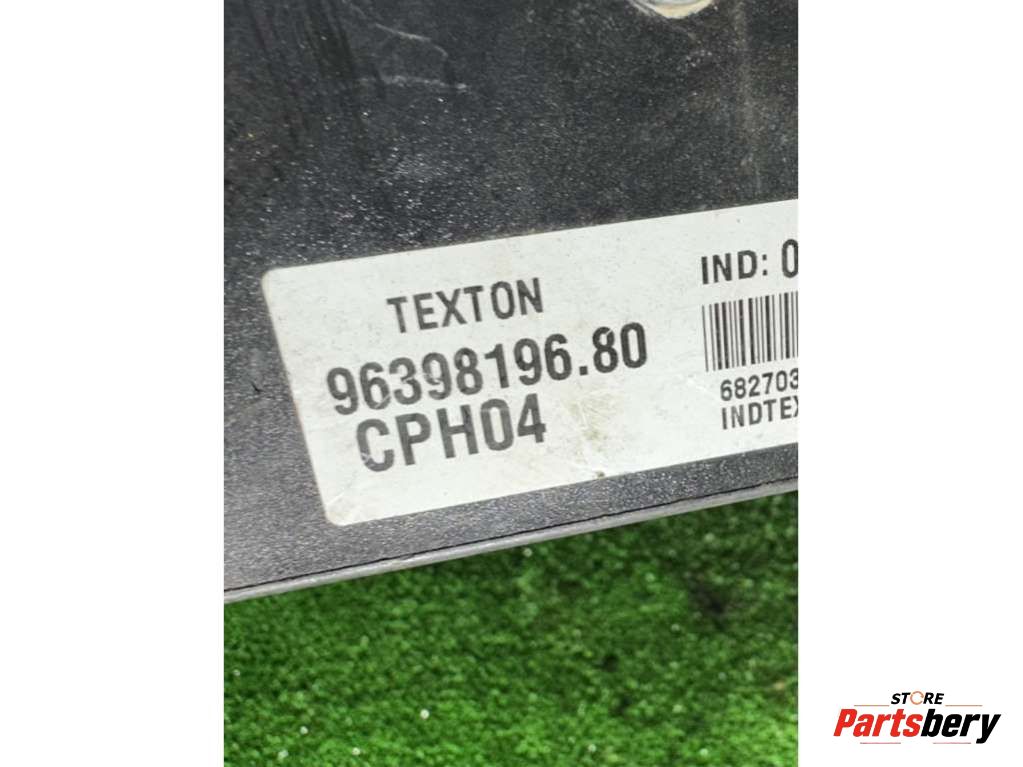 TEXTON
IND: 0
96398196.80
CPH04
682703
INDTEX
STORE
Partsbery